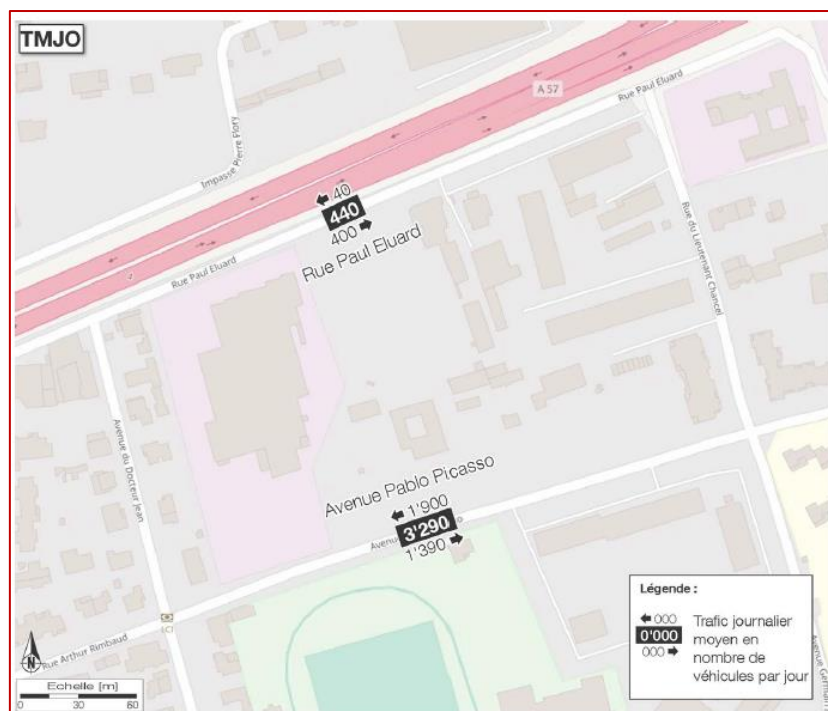 TMJO
A 57
Rue Paul Eluard
Impasse Pierre Flory
← 40
440
400 →
Rue Paul Eluard
Rue Paul Eluard
Rue du Lieutenant Chancel
Avenue du Docteur Jean
Avenue Pablo Picasso
← 1'900
3'290
1'390 →
LCI
Rue Arthur Rimbaud
N
Echelle [m]
0 30 60
Légende :
← 000
0'000
000 →
Trafic journalier
moyen en
nombre de
véhicules par jour